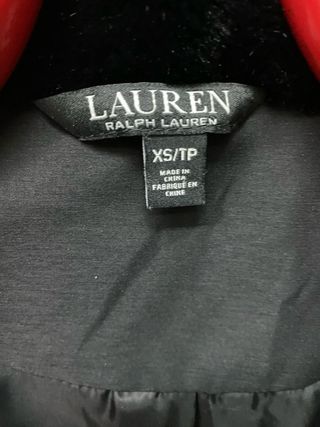 LAUREN
RALPH LAUREN
XS/TP
MADE IN
CHINA
FABRIQUÉ EN
CHINE